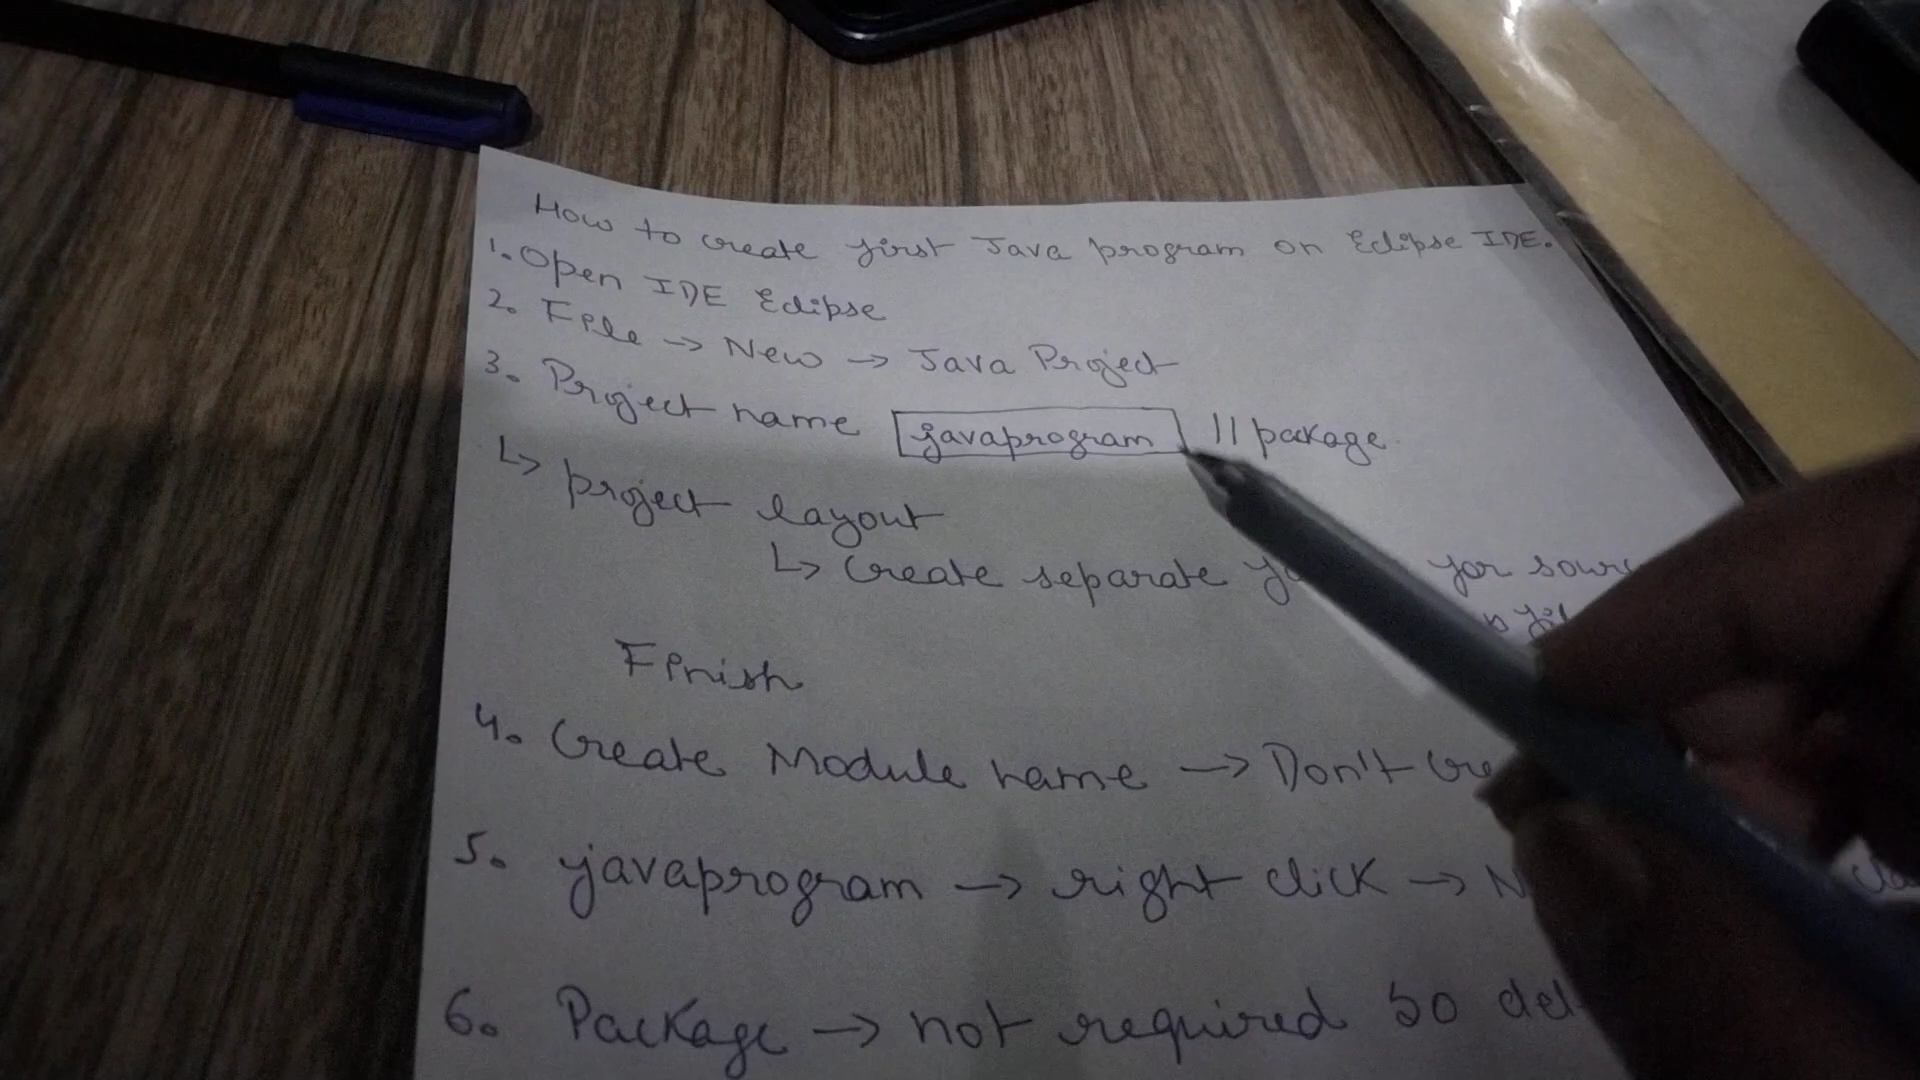 How to create first Java program on Eclipse IDE.
1. Open IDE Eclipse
2. File → New → Java Project
3. Project name javaprogram // package
↳ project layout
↳ Create separate for
Finish
4. Create Module name → Don't
5. javaprogram → right click →
6. Package → not required so